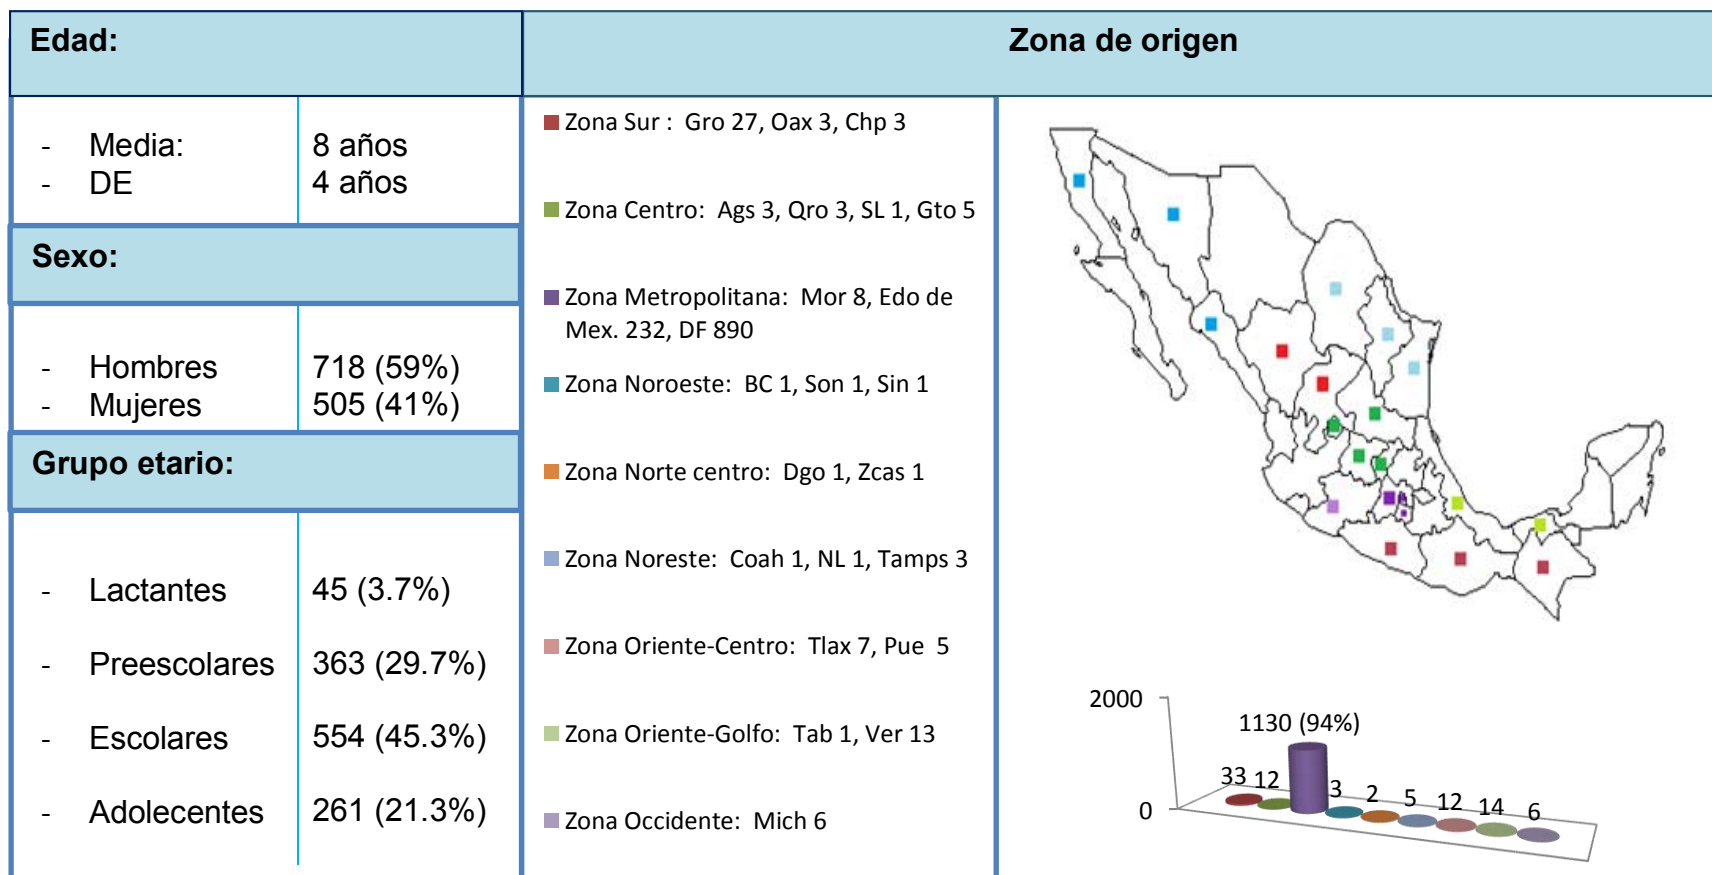 Edad:
Zona de origen
- Media: 8 años
- DE 4 años
Sexo:
- Hombres 718 (59%)
- Mujeres 505 (41%)
Grupo etario:
- Lactantes 45 (3.7%)
- Preescolares 363 (29.7%)
- Escolares 554 (45.3%)
- Adolecentes 261 (21.3%)
Zona Sur : Gro 27, Oax 3, Chp 3
Zona Centro: Ags 3, Qro 3, SL 1, Gto 5
Zona Metropolitana: Mor 8, Edo de
Mex. 232, DF 890
Zona Noroeste: BC 1, Son 1, Sin 1
Zona Norte centro: Dgo 1, Zcas 1
Zona Noreste: Coah 1, NL 1, Tamps 3
Zona Oriente-Centro: Tlax 7, Pue 5
Zona Oriente-Golfo: Tab 1, Ver 13
Zona Occidente: Mich 6
2000
1130 (94%)
33 12 3 2 5 12 14 6
0